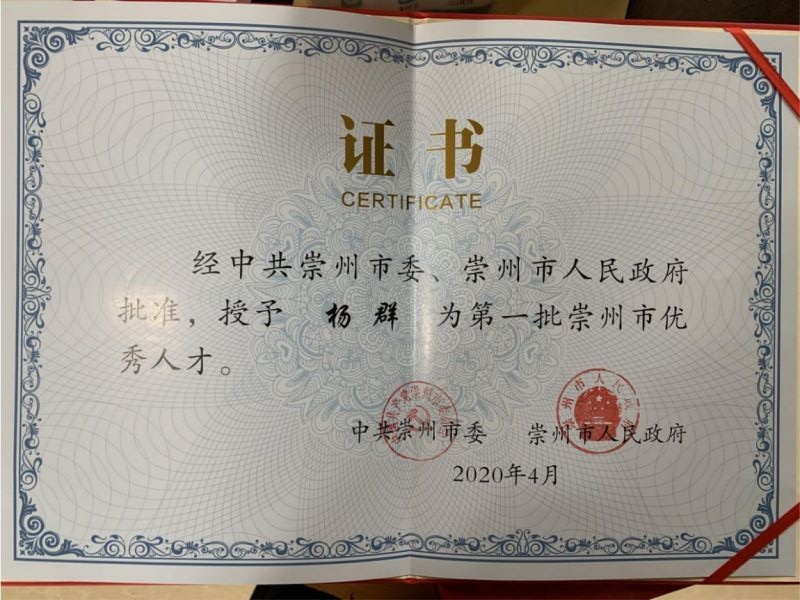 证书
CERTIFICATE
经中共崇州市委、崇州市人民政府
批准，授予 杨群 为第一批崇州市优
秀人才。
中共崇州市委 崇州市人民政府
2020年4月